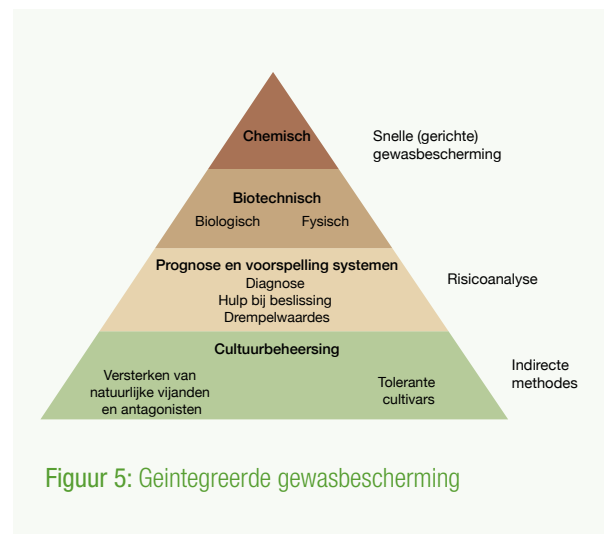 Chemisch
Snelle (gerichte)
gewasbescherming
Biotechnisch
Biologisch Fysisch
Prognose en voorspelling systemen
Diagnose
Hulp bij beslissing
Drempelwaardes
Risicoanalyse
Cultuurbeheersing
Versterken van
natuurlijke vijanden
en antagonisten
Tolerante
cultivars
Indirecte
methodes
Figuur 5: Geintegreerde gewasbescherming